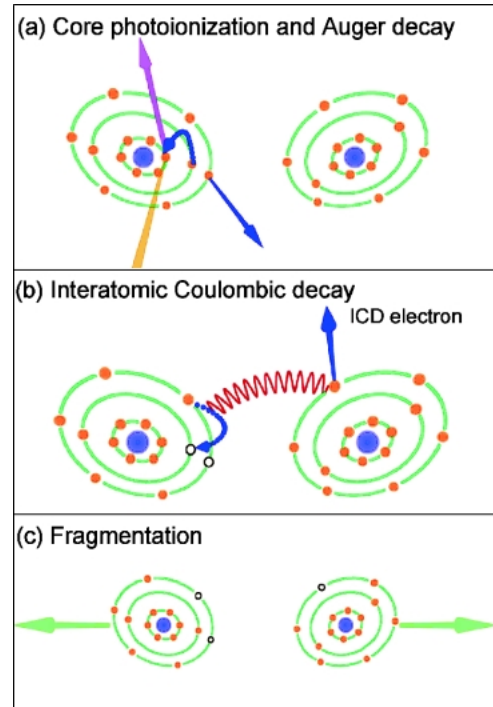 (a) Core photoionization and Auger decay
(b) Interatomic Coulombic decay
ICD electron
(c) Fragmentation